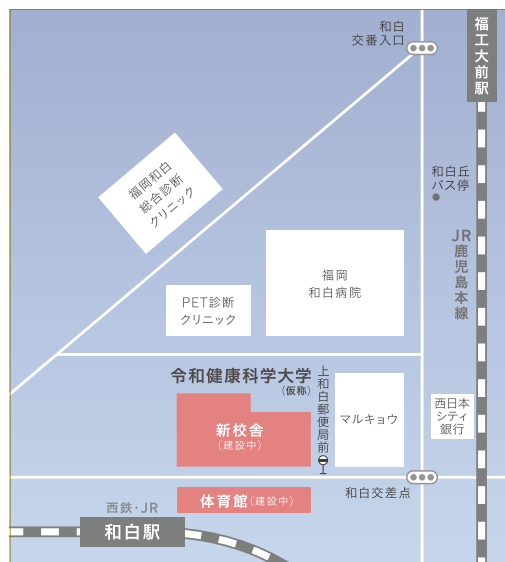 和白
交番入口
福工大前駅
福岡和白
総合診断
クリニック
和白丘
バス停
JR
鹿児島本線
福岡
和白病院
PET診断
クリニック
令和健康科学大学
(仮称)
上和白郵便局前
新校舎
(建設中)
マルキョウ
西日本
シティ
銀行
和白交差点
体育館(建設中)
西鉄・JR
和白駅